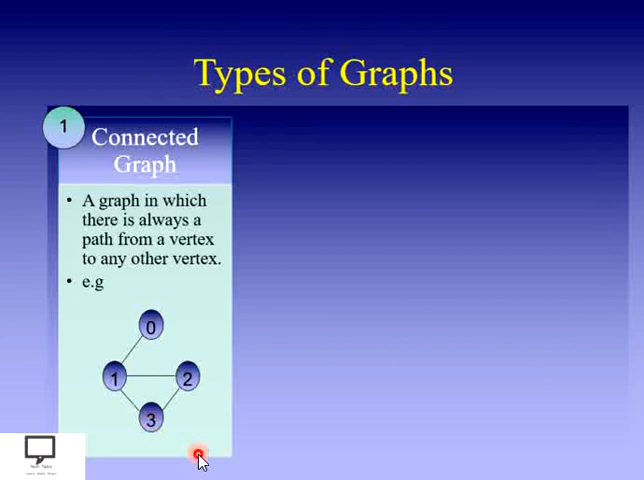 Types of Graphs
1
Connected
Graph
• A graph in which
there is always a
path from a vertex
to any other vertex.
• e.g
0
1 2
3